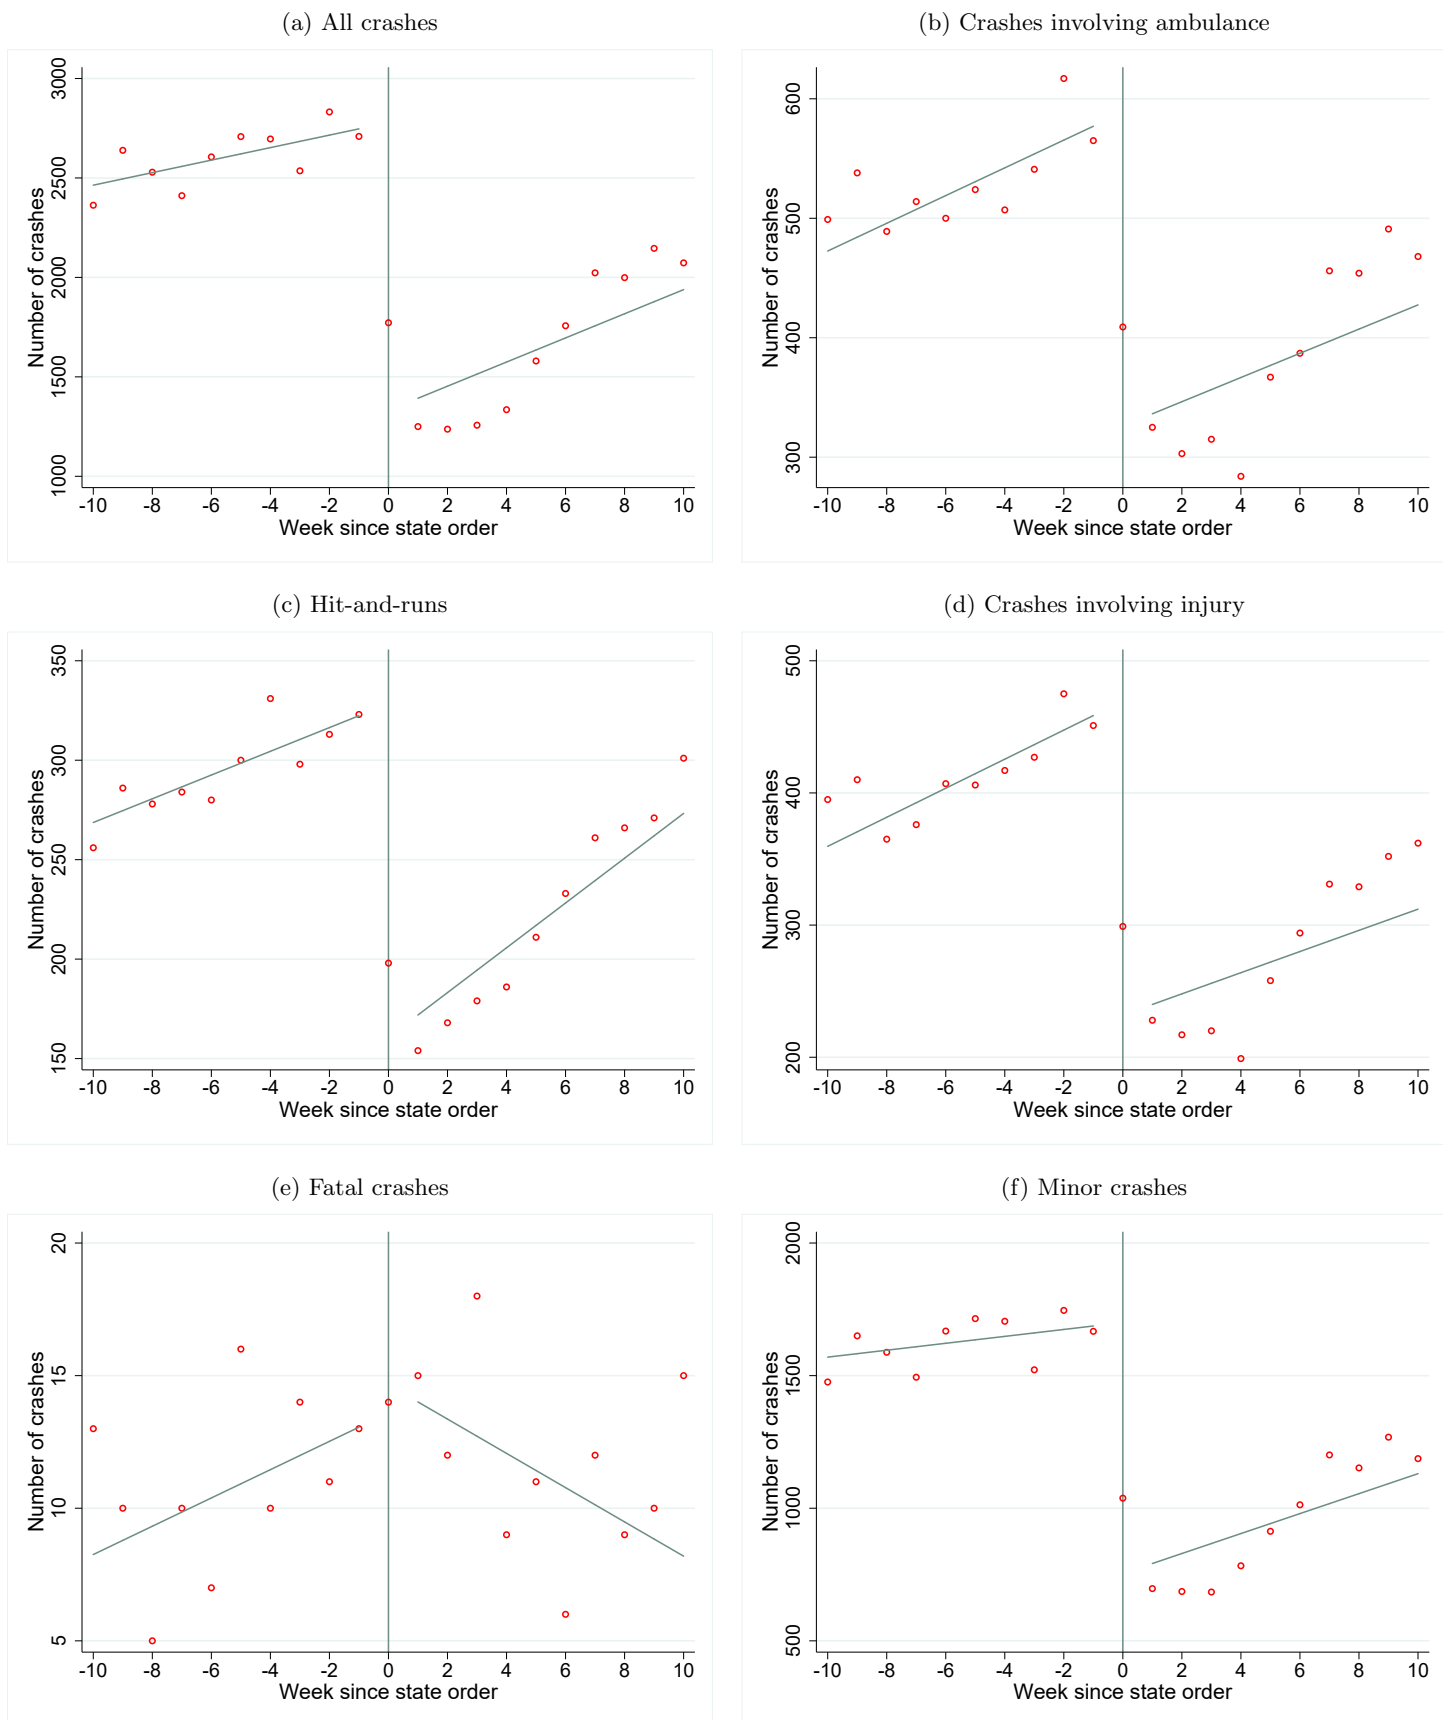 (a) All crashes
Number of crashes
3000
2500
2000
1500
1000
-10 -8 -6 -4 -2 0 2 4 6 8 10
Week since state order
(b) Crashes involving ambulance
Number of crashes
600
500
400
300
-10 -8 -6 -4 -2 0 2 4 6 8 10
Week since state order
(c) Hit-and-runs
Number of crashes
350
300
250
200
150
-10 -8 -6 -4 -2 0 2 4 6 8 10
Week since state order
(d) Crashes involving injury
Number of crashes
500
400
300
200
-10 -8 -6 -4 -2 0 2 4 6 8 10
Week since state order
(e) Fatal crashes
Number of crashes
20
15
10
5
-10 -8 -6 -4 -2 0 2 4 6 8 10
Week since state order
(f) Minor crashes
Number of crashes
2000
1500
1000
500
-10 -8 -6 -4 -2 0 2 4 6 8 10
Week since state order